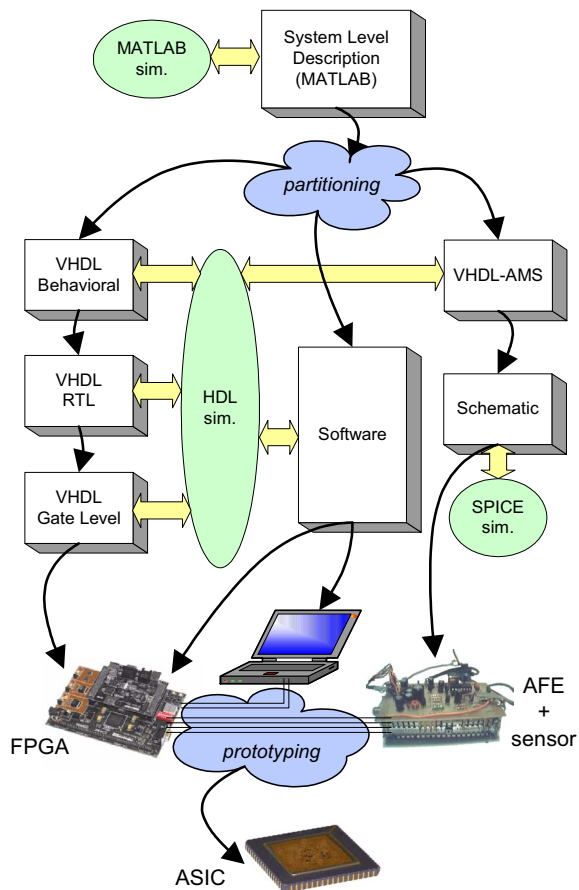 MATLAB
sim.
System Level
Description
(MATLAB)
partitioning
VHDL
Behavioral
VHDL-AMS
VHDL
RTL
HDL
sim.
Software
Schematic
VHDL
Gate Level
SPICE
sim.
FPGA
prototyping
AFE
+
sensor
ASIC